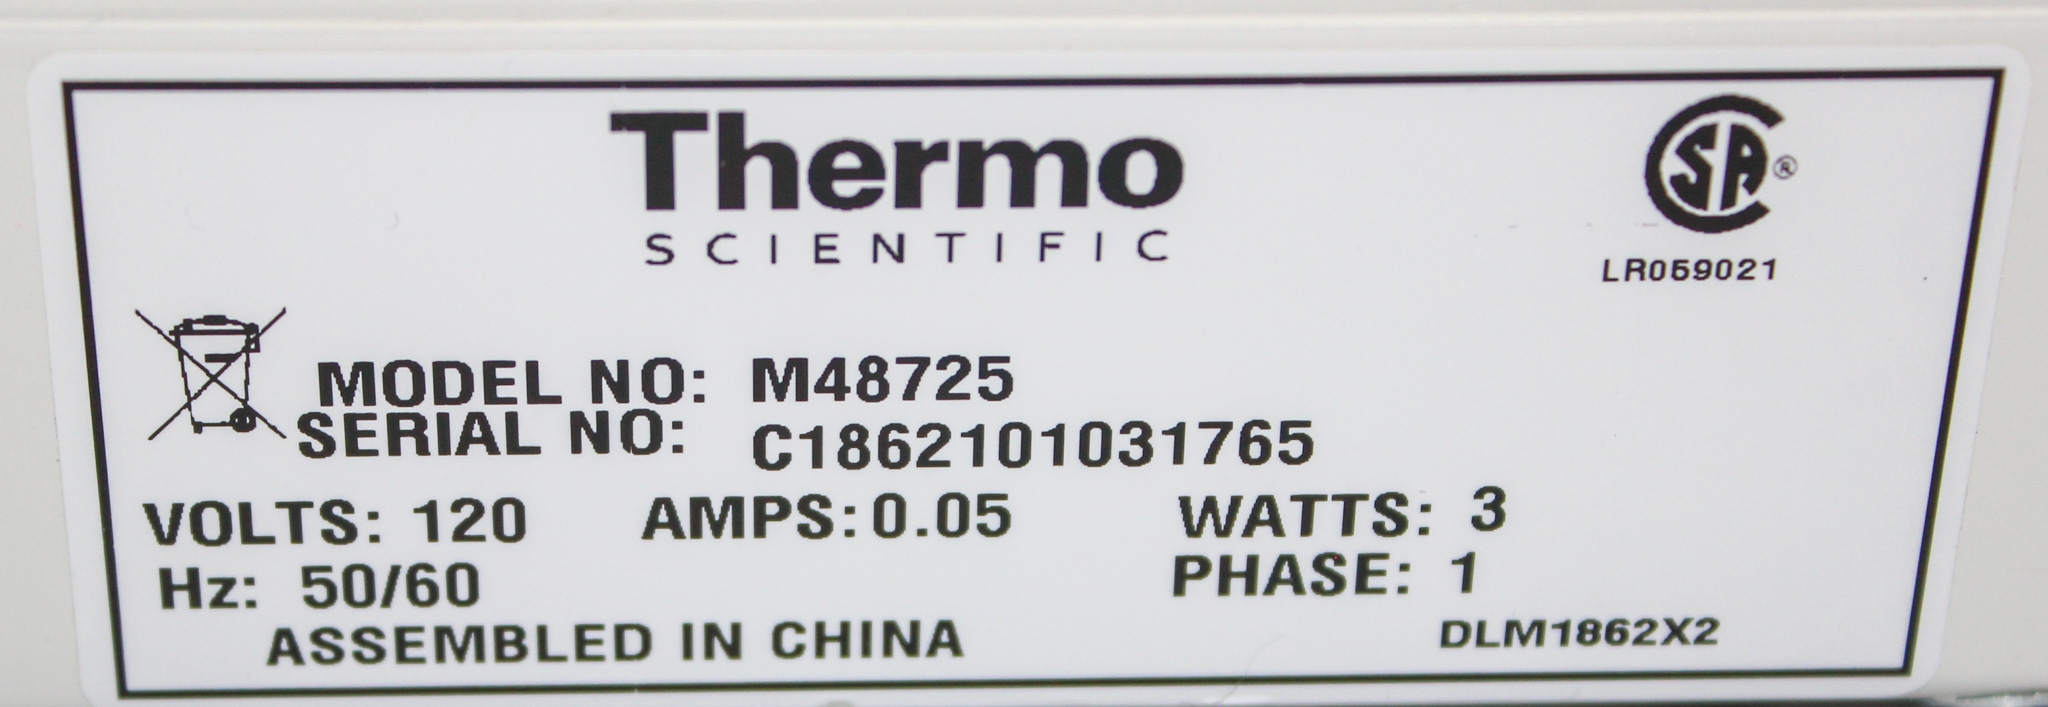 Thermo
SCIENTIFIC
SA ®
LR059021
MODEL NO: M48725
SERIAL NO: C1862101031765
VOLTS: 120 AMPS: 0.05 WATTS: 3
Hz: 50/60 PHASE: 1
ASSEMBLED IN CHINA DLM1862X2